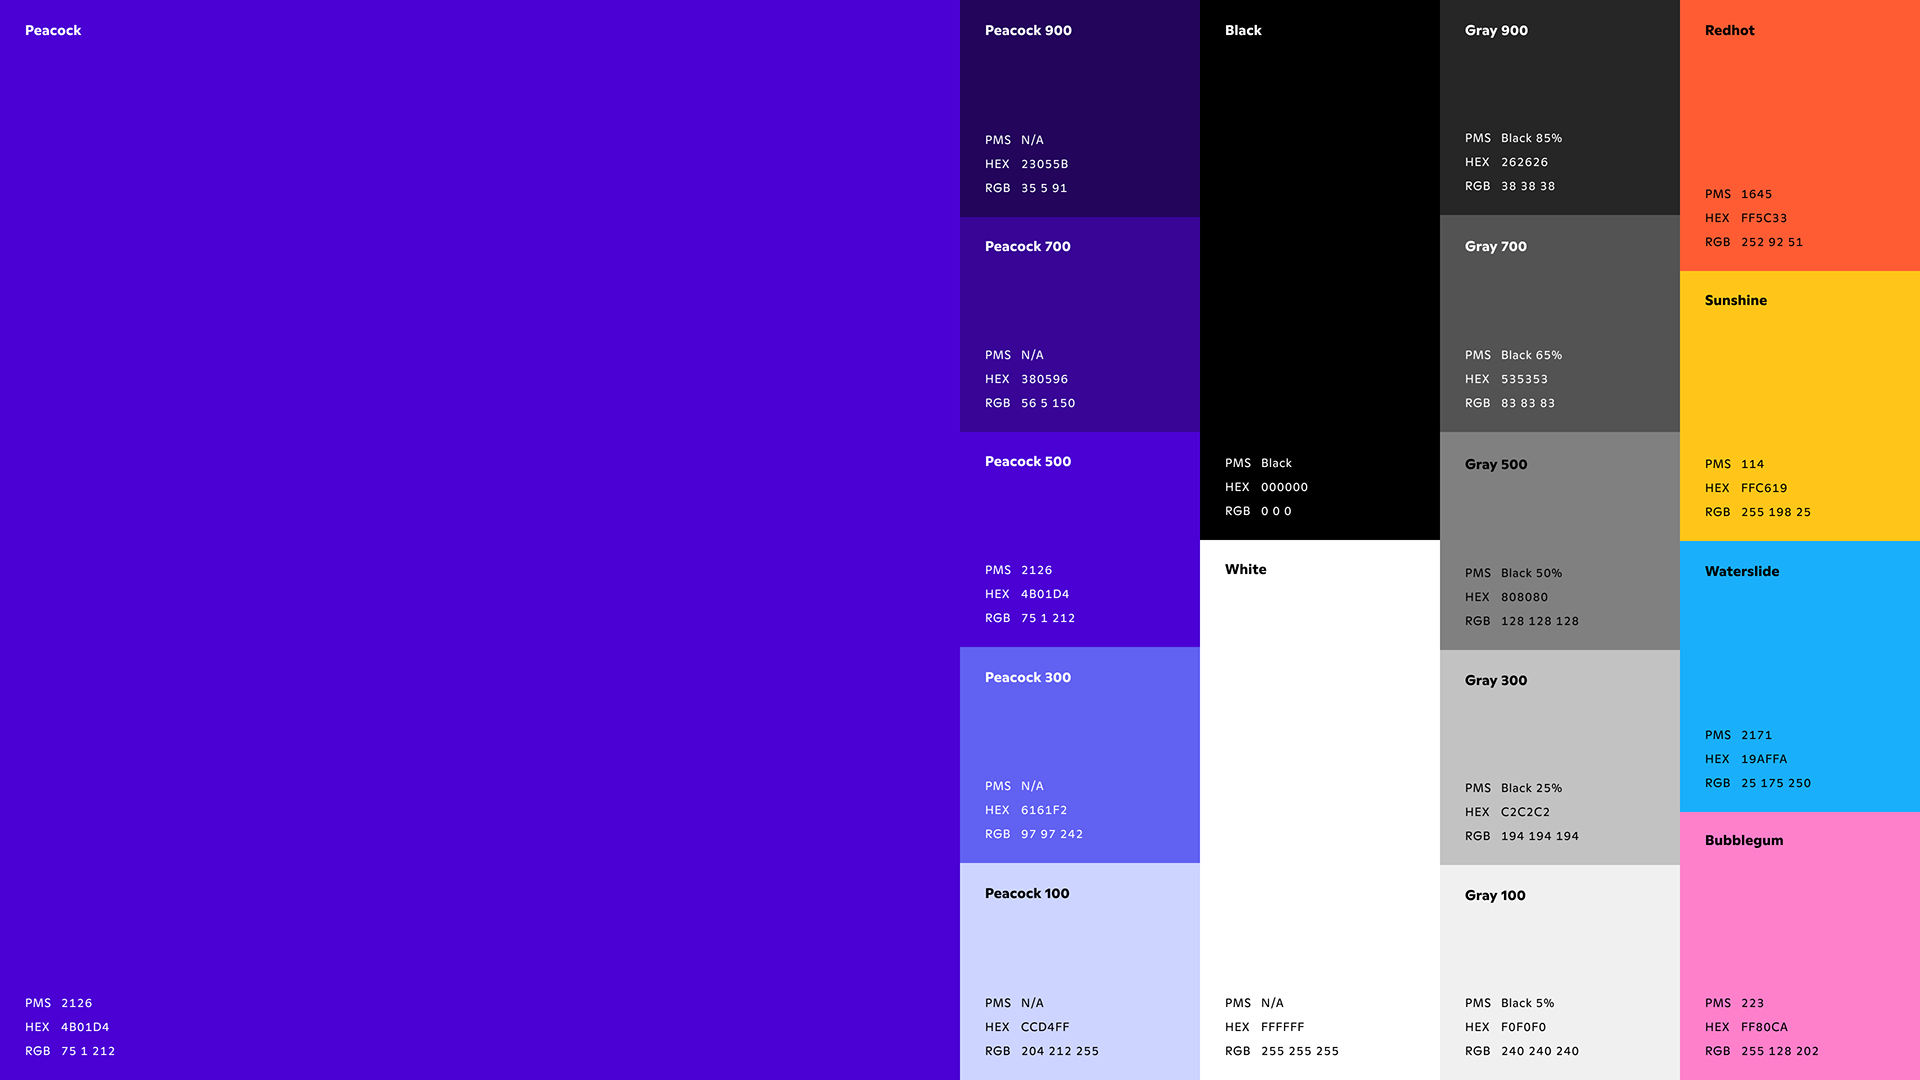 Peacock
PMS 2126
HEX 4B01D4
RGB 75 1 212
Peacock 900
PMS N/A
HEX 23055B
RGB 35 5 91
Peacock 700
PMS N/A
HEX 380596
RGB 56 5 150
Peacock 500
PMS 2126
HEX 4B01D4
RGB 75 1 212
Peacock 300
PMS N/A
HEX 6161F2
RGB 97 97 242
Peacock 100
PMS N/A
HEX CCD4FF
RGB 204 212 255
Black
PMS Black
HEX 000000
RGB 0 0 0
White
PMS N/A
HEX FFFFFF
RGB 255 255 255
Gray 900
PMS Black 85%
HEX 262626
RGB 38 38 38
Gray 700
PMS Black 65%
HEX 535353
RGB 83 83 83
Gray 500
PMS Black 50%
HEX 808080
RGB 128 128 128
Gray 300
PMS Black 25%
HEX C2C2C2
RGB 194 194 194
Gray 100
PMS Black 5%
HEX F0F0F0
RGB 240 240 240
Redhot
PMS 1645
HEX FF5C33
RGB 252 92 51
Sunshine
PMS 114
HEX FFC619
RGB 255 198 25
Waterslide
PMS 2171
HEX 19AFFA
RGB 25 175 250
Bubblegum
PMS 223
HEX FF80CA
RGB 255 128 202